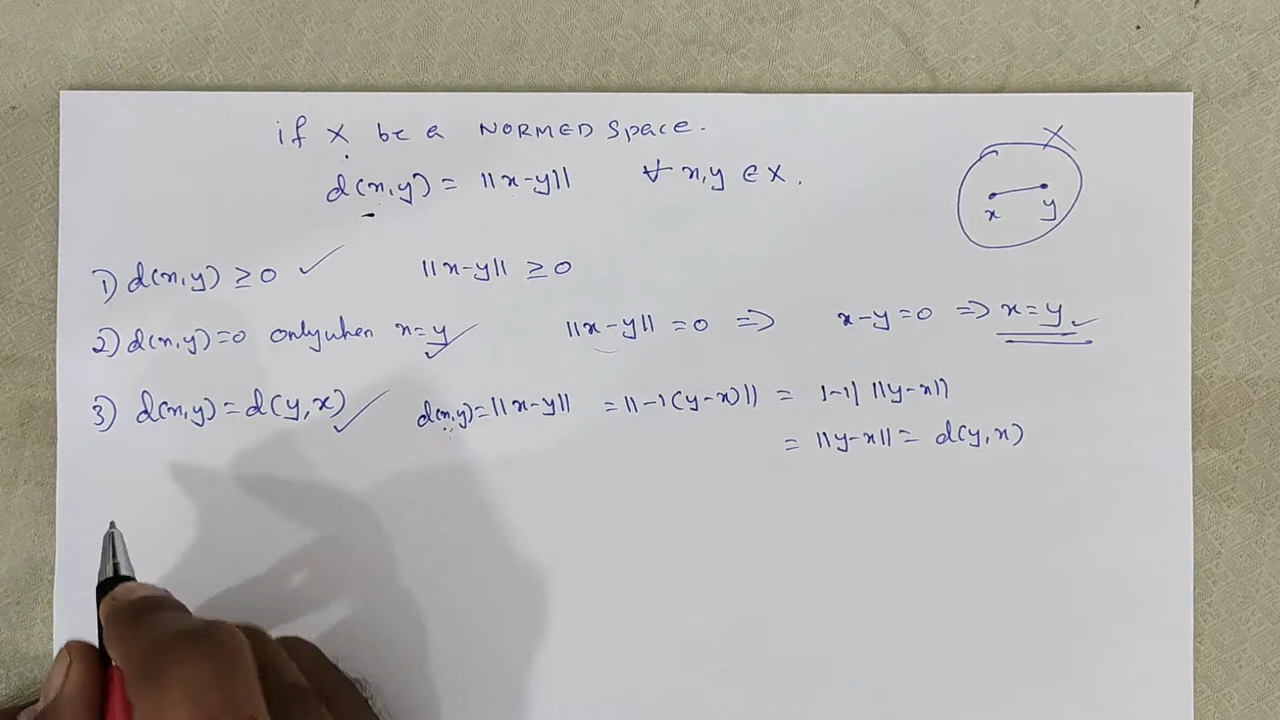 if X be a NORMED space.
d(x,y) = ||x-y|| ∀ x,y ∈ X.
X
x y
1) d(x,y) ≥ 0 ✓ ||x-y|| ≥ 0
2) d(x,y)=0 only when x=y ✓ ||x-y|| = 0 ⇒ x-y=0 ⇒ x=y ✓
3) d(x,y) = d(y,x) ✓ d(x,y)=||x-y|| = ||-1(y-x)|| = |-1| ||y-x||
= ||y-x|| = d(y,x)